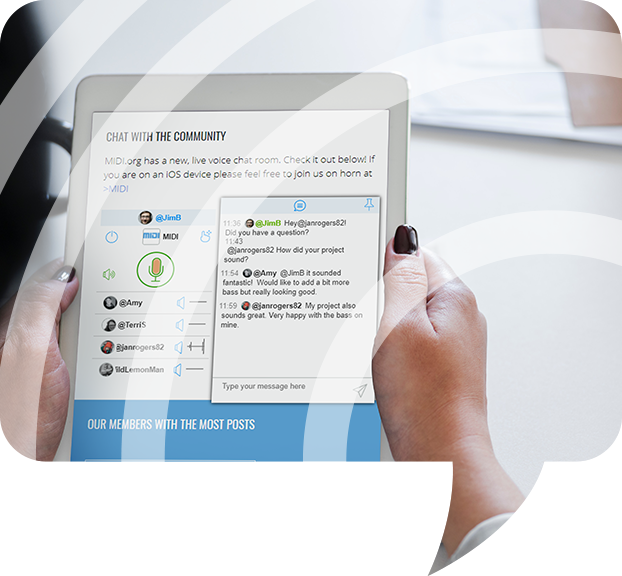 CHAT WITH THE COMMUNITY
MIDI.org has a new, live voice chat room. Check it out below! If
you are on an iOS device please feel free to join us on horn at
>MIDI
@JimB
MIDI MIDI
@Amy
@TerriS
@janrogers82
ildLemonMan
11:36 @JimB Hey@janrogers82!
Did you have a question?
11:43
@janrogers82 How did your project
sound?
11:54 @Amy @JimB it sounded
fantastic! Would like to add a bit more
bass but really looking good.
11:59 @janrogers82 My project also
sounds great. Very happy with the bass on
mine.
Type your message here
OUR MEMBERS WITH THE MOST POSTS